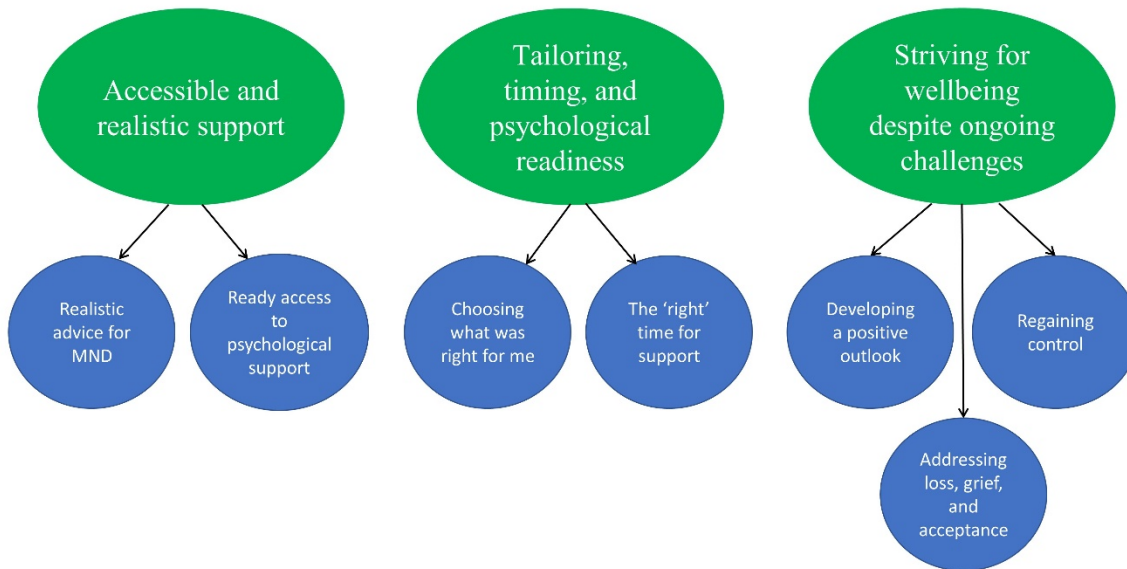 Accessible and
realistic support
Tailoring,
timing, and
psychological
readiness
Striving for
wellbeing
despite ongoing
challenges
Realistic
advice for
MND
Ready access
to
psychological
support
Choosing
what was
right for me
The ‘right’
time for
support
Developing
a positive
outlook
Regaining
control
Addressing
loss, grief,
and
acceptance